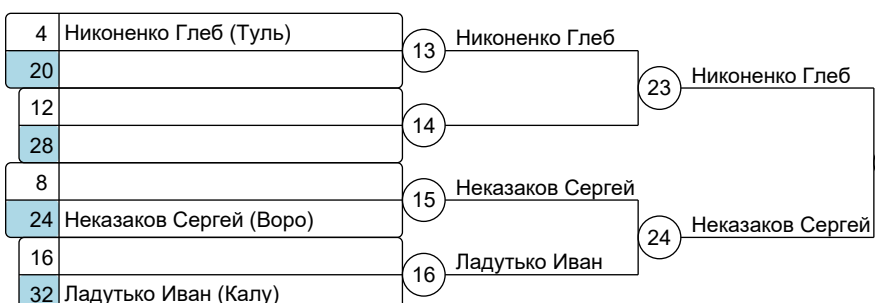 4 Никоненко Глеб (Туль)
20
12
28
8
24 Неказаков Сергей (Воро)
16
32 Ладутько Иван (Калу)
13 Никоненко Глеб
14
15 Неказаков Сергей
16 Ладутько Иван
23 Никоненко Глеб
24 Неказаков Сергей